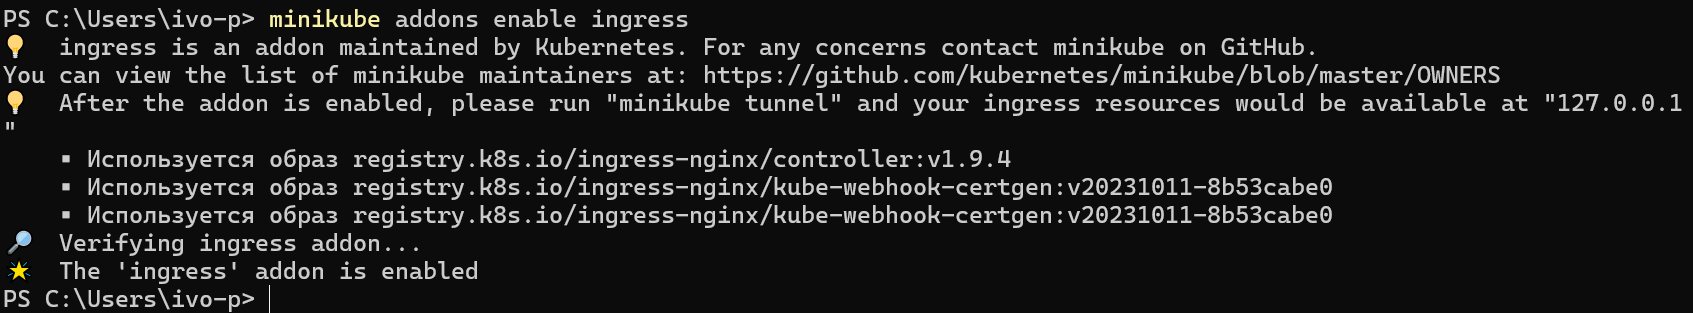 PS C:\Users\ivo-p> minikube addons enable ingress
ingress is an addon maintained by Kubernetes. For any concerns contact minikube on GitHub.
You can view the list of minikube maintainers at: https://github.com/kubernetes/minikube/blob/master/OWNERS
After the addon is enabled, please run "minikube tunnel" and your ingress resources would be available at "127.0.0.1
"
▪ Используется образ registry.k8s.io/ingress-nginx/controller:v1.9.4
▪ Используется образ registry.k8s.io/ingress-nginx/kube-webhook-certgen:v20231011-8b53cabe0
▪ Используется образ registry.k8s.io/ingress-nginx/kube-webhook-certgen:v20231011-8b53cabe0
Verifying ingress addon...
The 'ingress' addon is enabled
PS C:\Users\ivo-p>